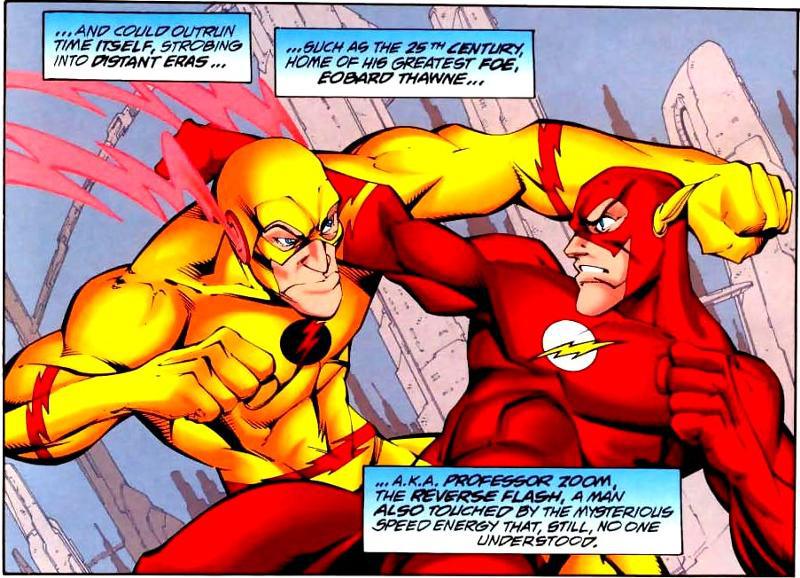 ...AND COULD OUTRUN
TIME ITSELF, STROBING
INTO DISTANT ERAS...
...SUCH AS THE 25TH CENTURY,
HOME OF HIS GREATEST FOE,
EOBARD THAWNE...
...A.K.A. PROFESSOR ZOOM,
THE REVERSE FLASH, A MAN
ALSO TOUCHED BY THE MYSTERIOUS
SPEED ENERGY THAT, STILL, NO ONE
UNDERSTOOD.